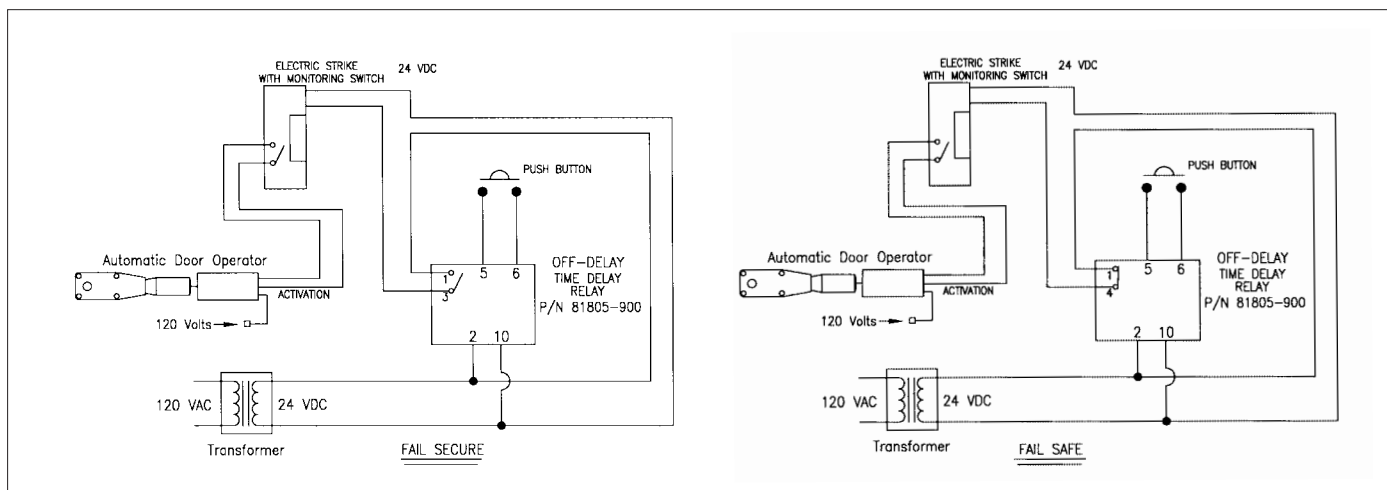 ELECTRIC STRIKE
WITH MONITORING SWITCH
24 VDC
PUSH BUTTON
Automatic Door Operator
1
3
5
6
OFF-DELAY
TIME DELAY
RELAY
P/N 81805-900
ACTIVATION
120 Volts
2
10
120 VAC
24 VDC
Transformer
FAIL SECURE
ELECTRIC STRIKE
WITH MONITORING SWITCH
24 VDC
PUSH BUTTON
Automatic Door Operator
1
4
5
6
OFF-DELAY
TIME DELAY
RELAY
P/N 81805-900
ACTIVATION
120 Volts
2
10
120 VAC
24 VDC
Transformer
FAIL SAFE